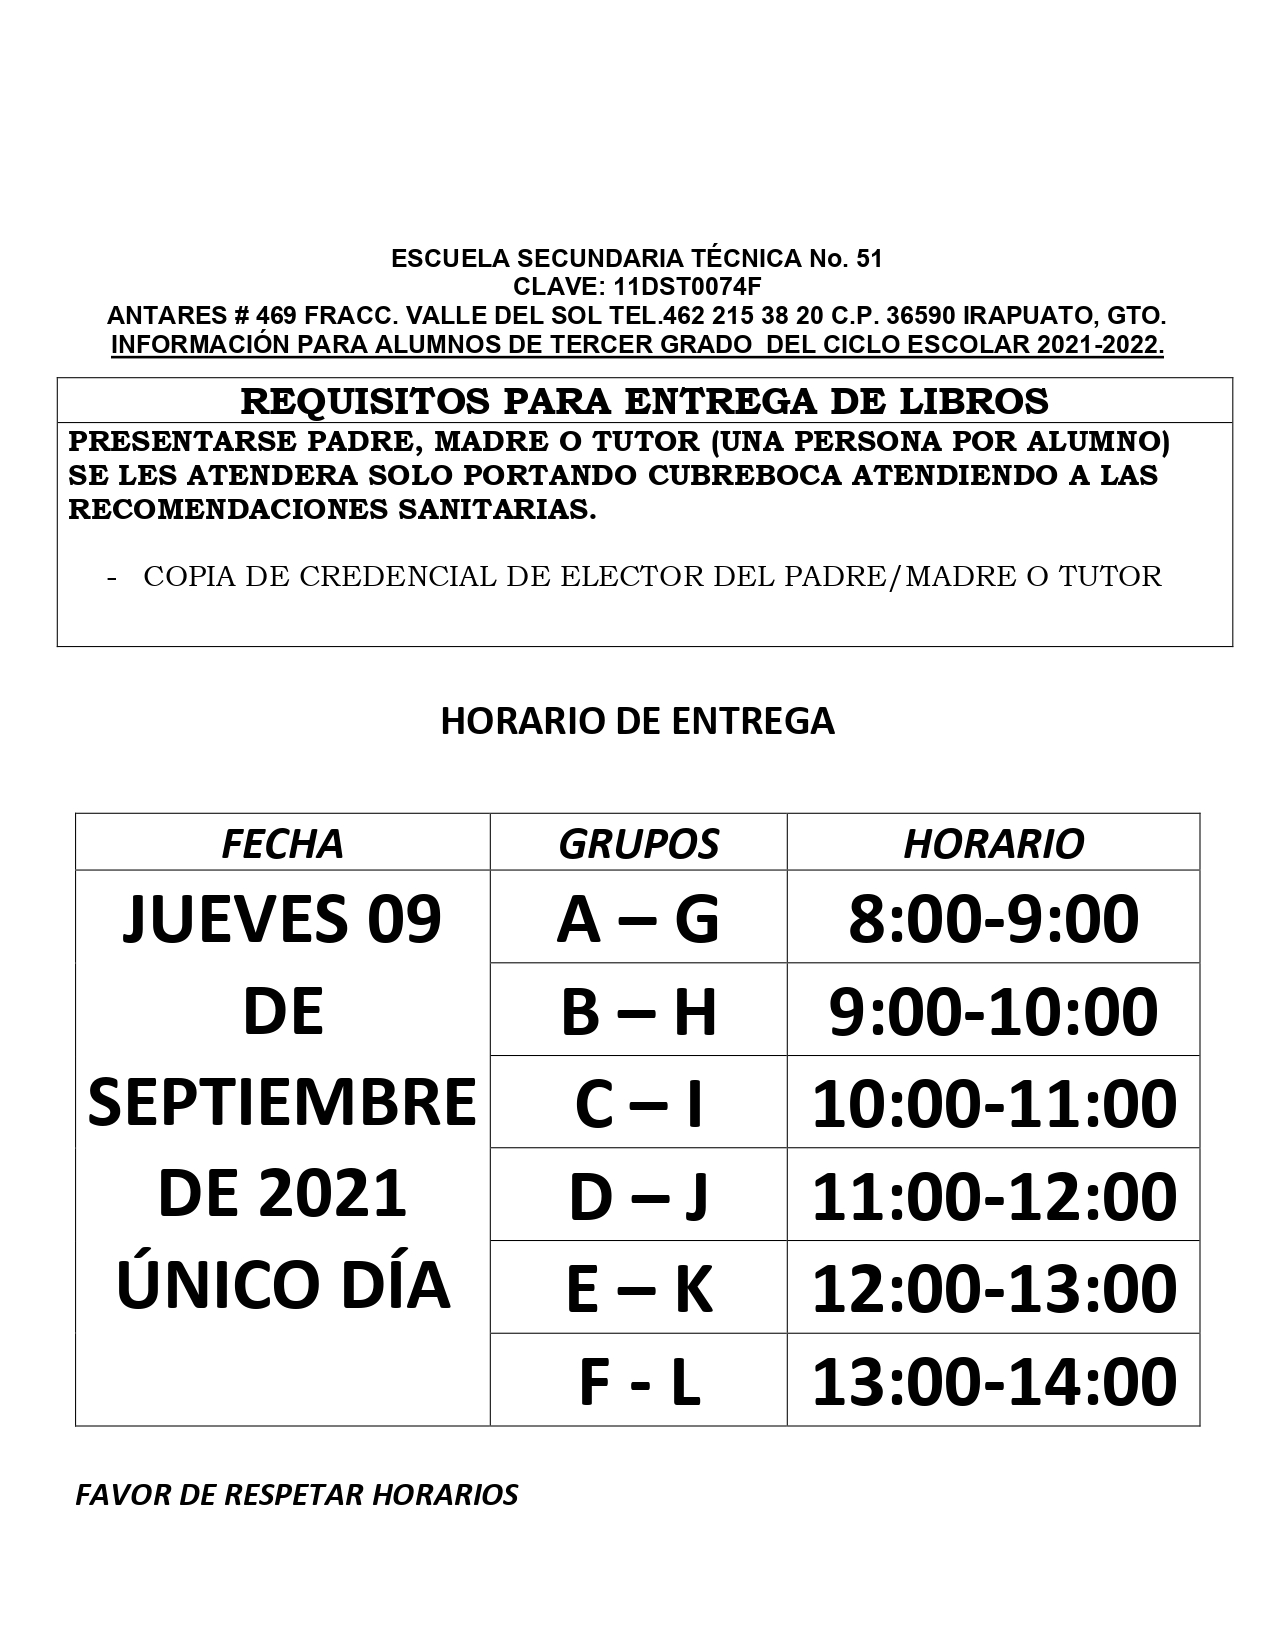 ESCUELA SECUNDARIA TÉCNICA No. 51
CLAVE: 11DST0074F
ANTARES # 469 FRACC. VALLE DEL SOL TEL.462 215 38 20 C.P. 36590 IRAPUATO, GTO.
INFORMACIÓN PARA ALUMNOS DE TERCER GRADO  DEL CICLO ESCOLAR 2021-2022.
REQUISITOS PARA ENTREGA DE LIBROS
PRESENTARSE PADRE, MADRE O TUTOR (UNA PERSONA POR ALUMNO)
SE LES ATENDERA SOLO PORTANDO CUBREBOCA ATENDIENDO A LAS
RECOMENDACIONES SANITARIAS.
- COPIA DE CREDENCIAL DE ELECTOR DEL PADRE/MADRE O TUTOR
HORARIO DE ENTREGA
FECHA GRUPOS HORARIO
JUEVES 09 A – G 8:00-9:00
DE B – H 9:00-10:00
SEPTIEMBRE C – I 10:00-11:00
DE 2021 D – J 11:00-12:00
ÚNICO DÍA E – K 12:00-13:00
F - L 13:00-14:00
FAVOR DE RESPETAR HORARIOS